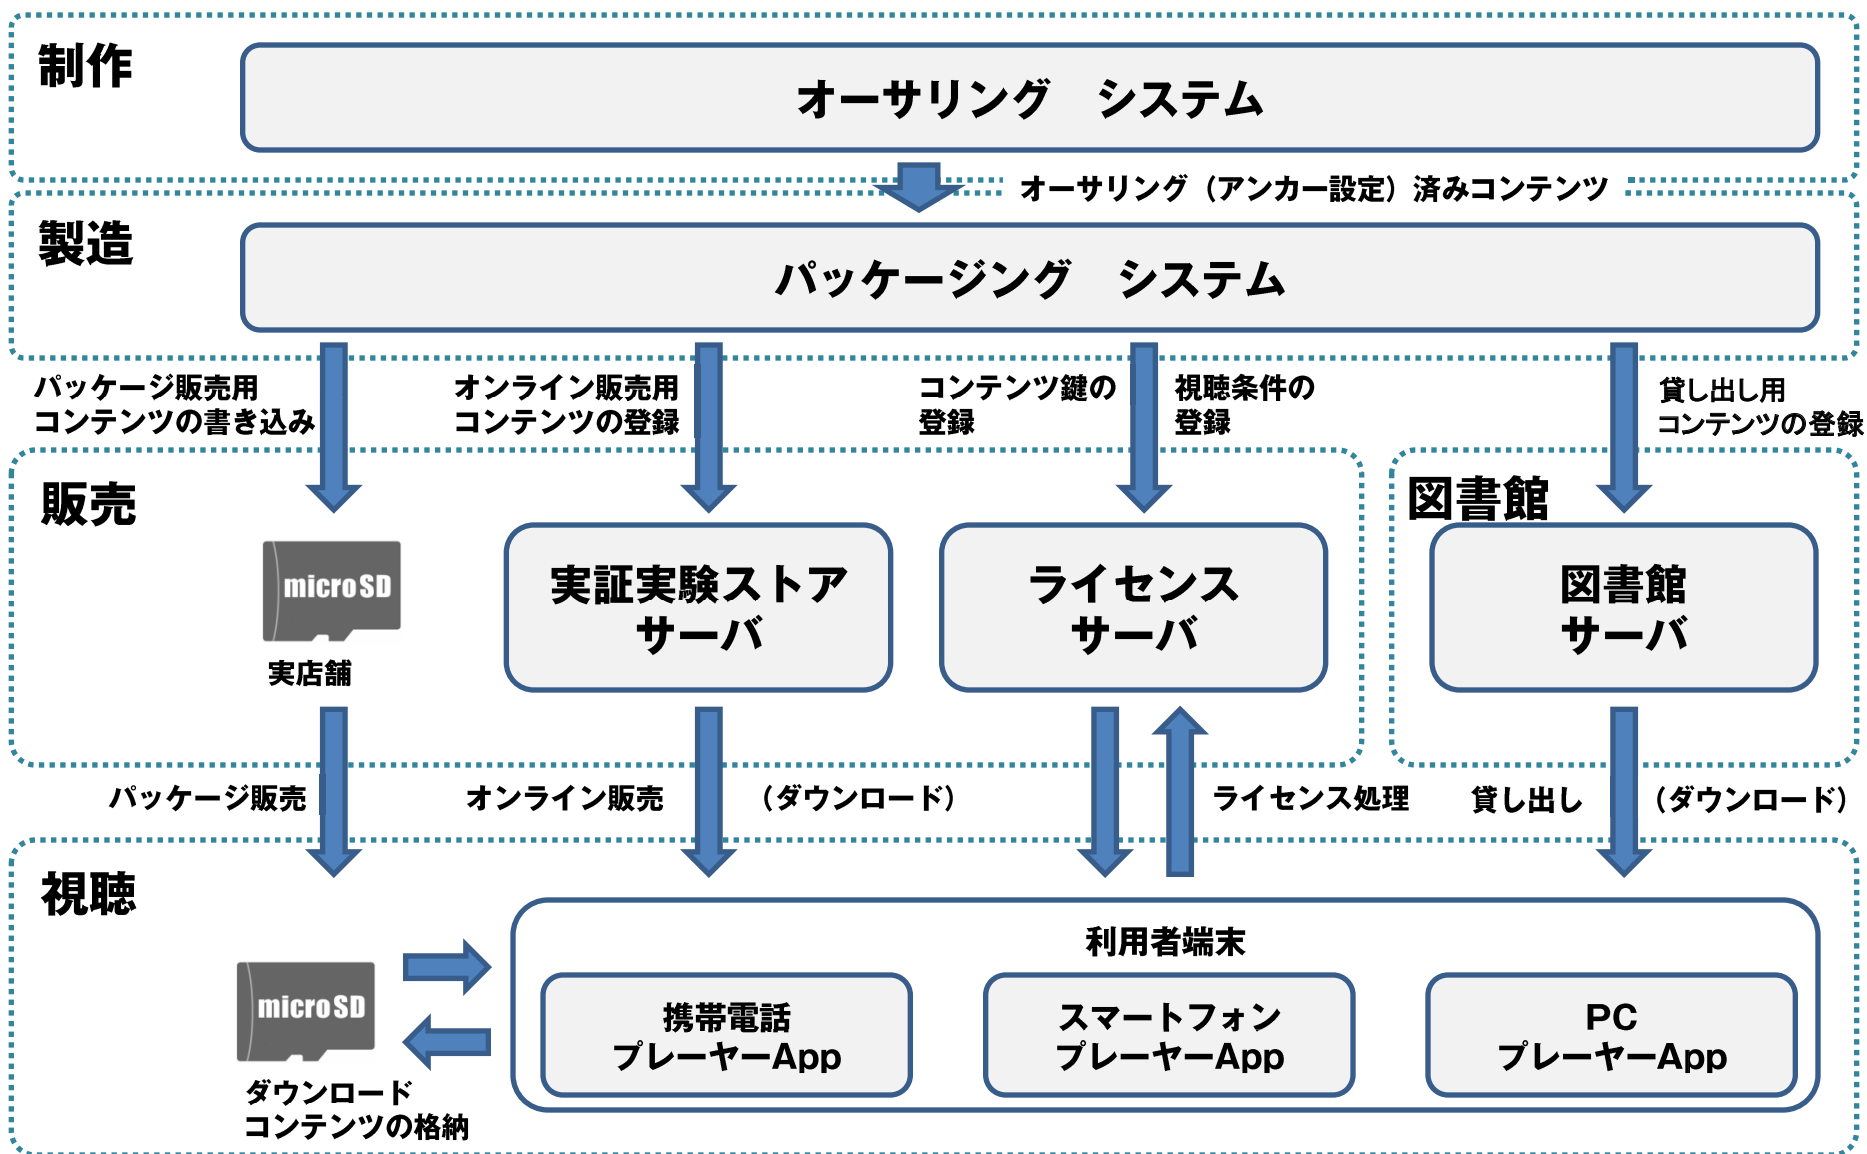 制作
オーサリング　システム
オーサリング（アンカー設定）済みコンテンツ
製造
パッケージング　システム
パッケージ販売用
コンテンツの書き込み
オンライン販売用
コンテンツの登録
コンテンツ鍵の
登録
視聴条件の
登録
貸し出し用
コンテンツの登録
販売
microSD
実店舗
実証実験ストア
サーバ
ライセンス
サーバ
図書館
図書館
サーバ
パッケージ販売
オンライン販売
（ダウンロード）
ライセンス処理
貸し出し
（ダウンロード）
視聴
microSD
ダウンロード
コンテンツの格納
利用者端末
携帯電話
プレーヤーApp
スマートフォン
プレーヤーApp
PC
プレーヤーApp